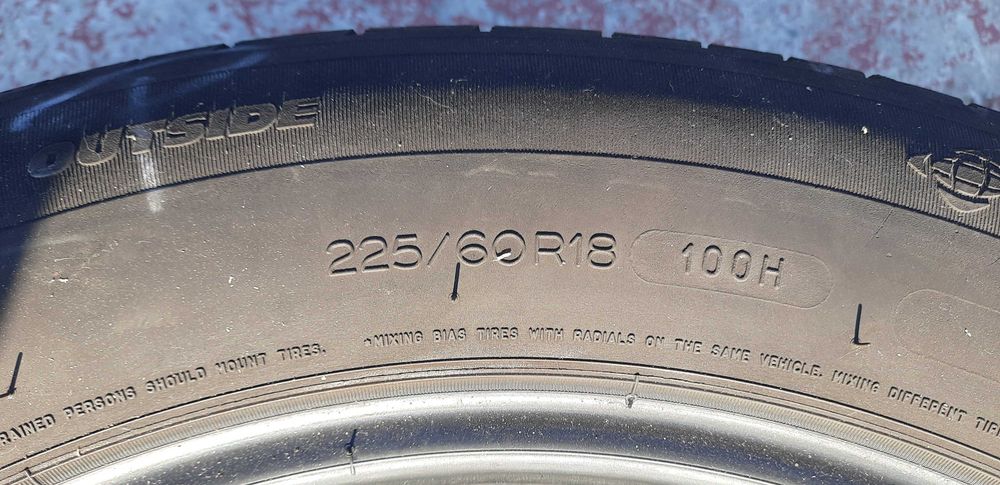 OUTSIDE
225/60R18 100H
RAINED PERSONS SHOULD MOUNT TIRES. *MIXING BIAS TIRES WITH RADIALS ON THE SAME VEHICLE. MIXING DIFFERENT TIR